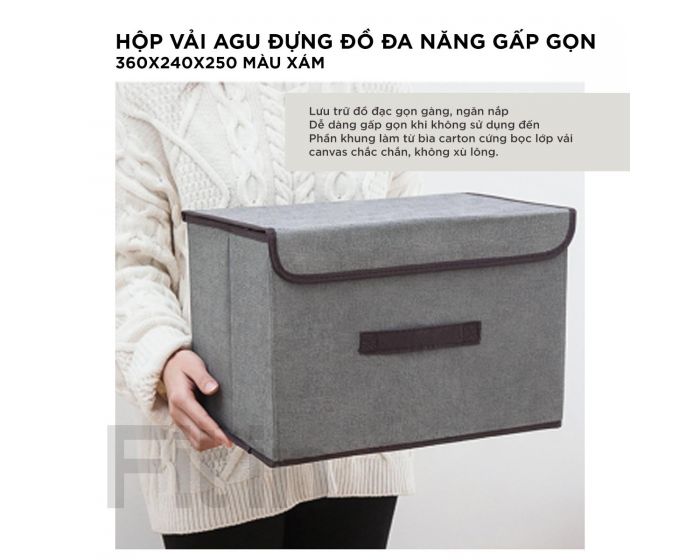 HỘP VẢI AGU ĐỰNG ĐỒ ĐA NĂNG GẤP GỌN
360X240X250 MÀU XÁM
Lưu trữ đồ đạc gọn gàng, ngăn nắp
Dễ dàng gấp gọn khi không sử dụng đến
Phần khung làm từ bìa carton cứng bọc lớp vải
canvas chắc chắn, không xù lông.